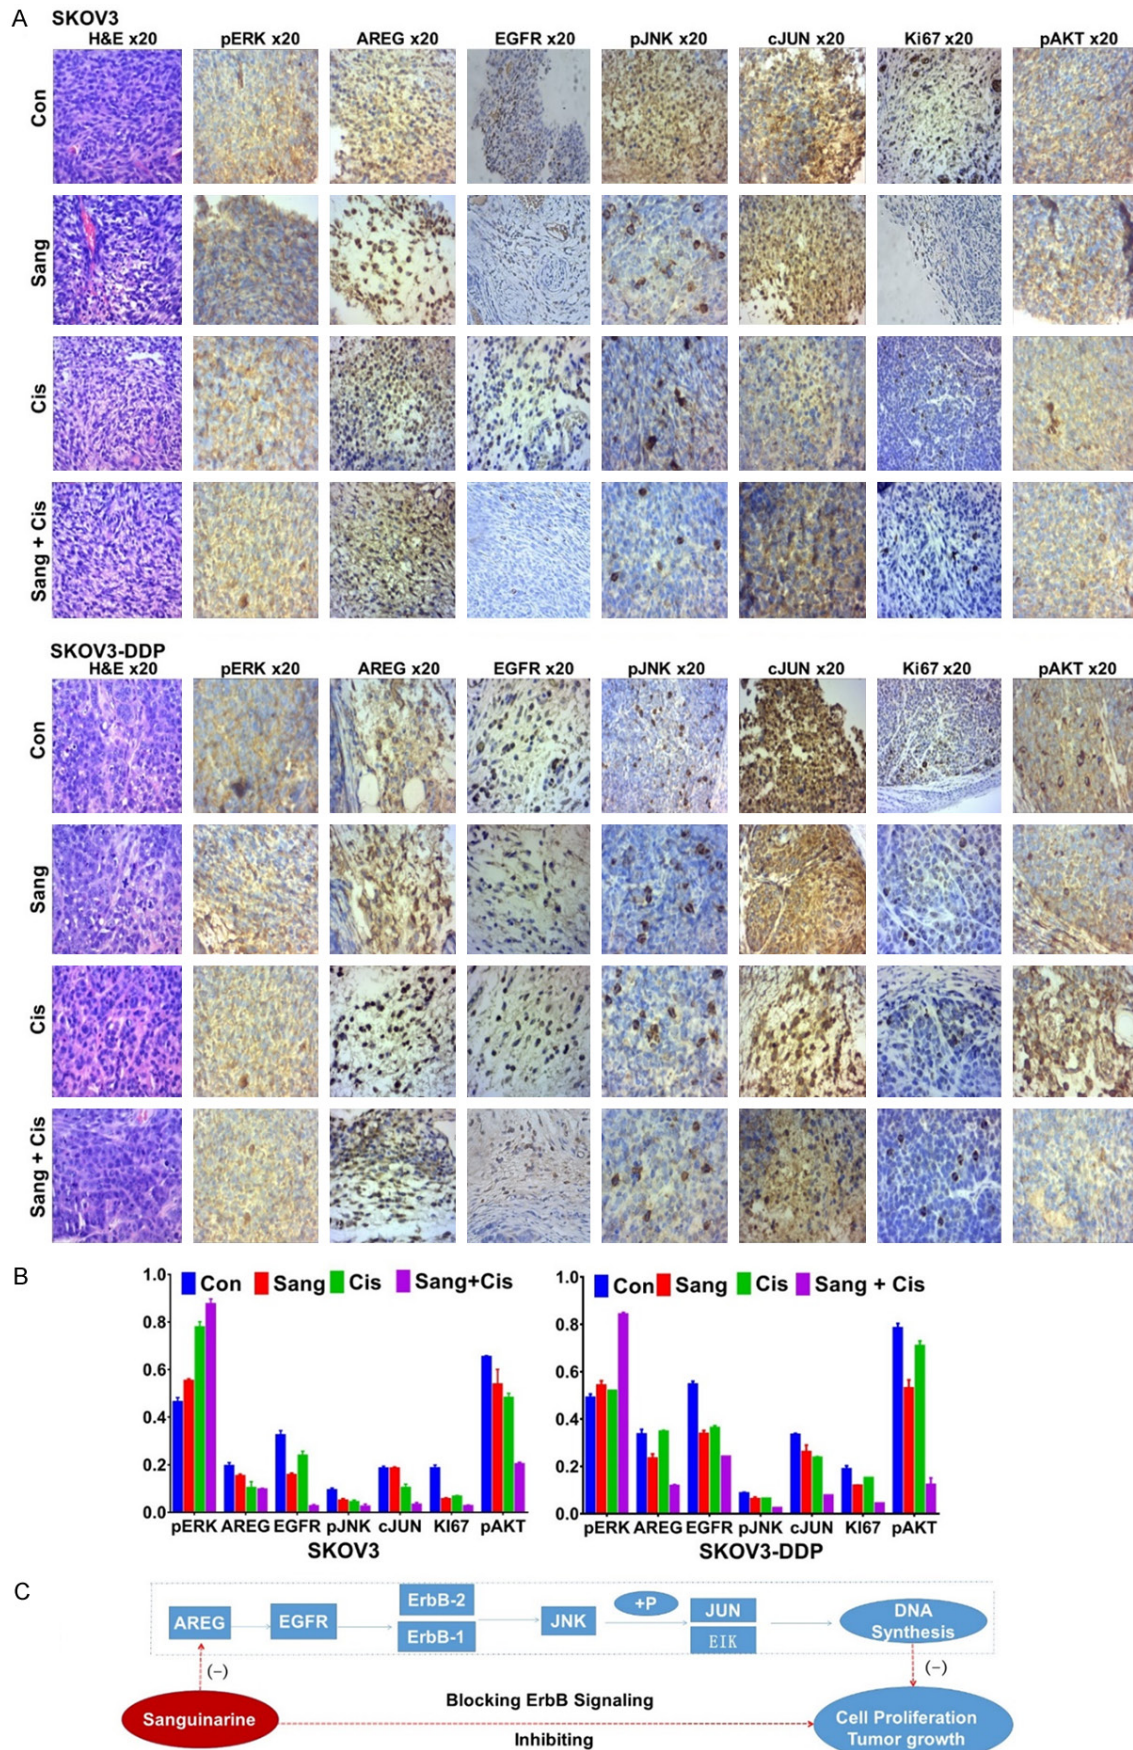 A
SKOV3
H&E x20 pERK x20 AREG x20 EGFR x20 pJNK x20 cJUN x20 Ki67 x20 pAKT x20
Con
Sang
Cis
Sang + Cis
SKOV3-DDP
H&E x20 pERK x20 AREG x20 EGFR x20 pJNK x20 cJUN x20 Ki67 x20 pAKT x20
Con
Sang
Cis
Sang + Cis
B
Con Sang Cis Sang+Cis
1.0
0.8
0.6
0.4
0.2
0.0
pERK AREG EGFR pJNK cJUN KI67 pAKT
SKOV3
Con Sang Cis Sang + Cis
1.0
0.8
0.6
0.4
0.2
0.0
pERK AREG EGFR pJNK cJUN KI67 pAKT
SKOV3-DDP
C
AREG
EGFR
ErbB-2
ErbB-1
JNK
+P
JUN
EIK
DNA
Synthesis
(−)
(−)
Sanguinarine
Blocking ErbB Signaling
Inhibiting
Cell Proliferation
Tumor growth